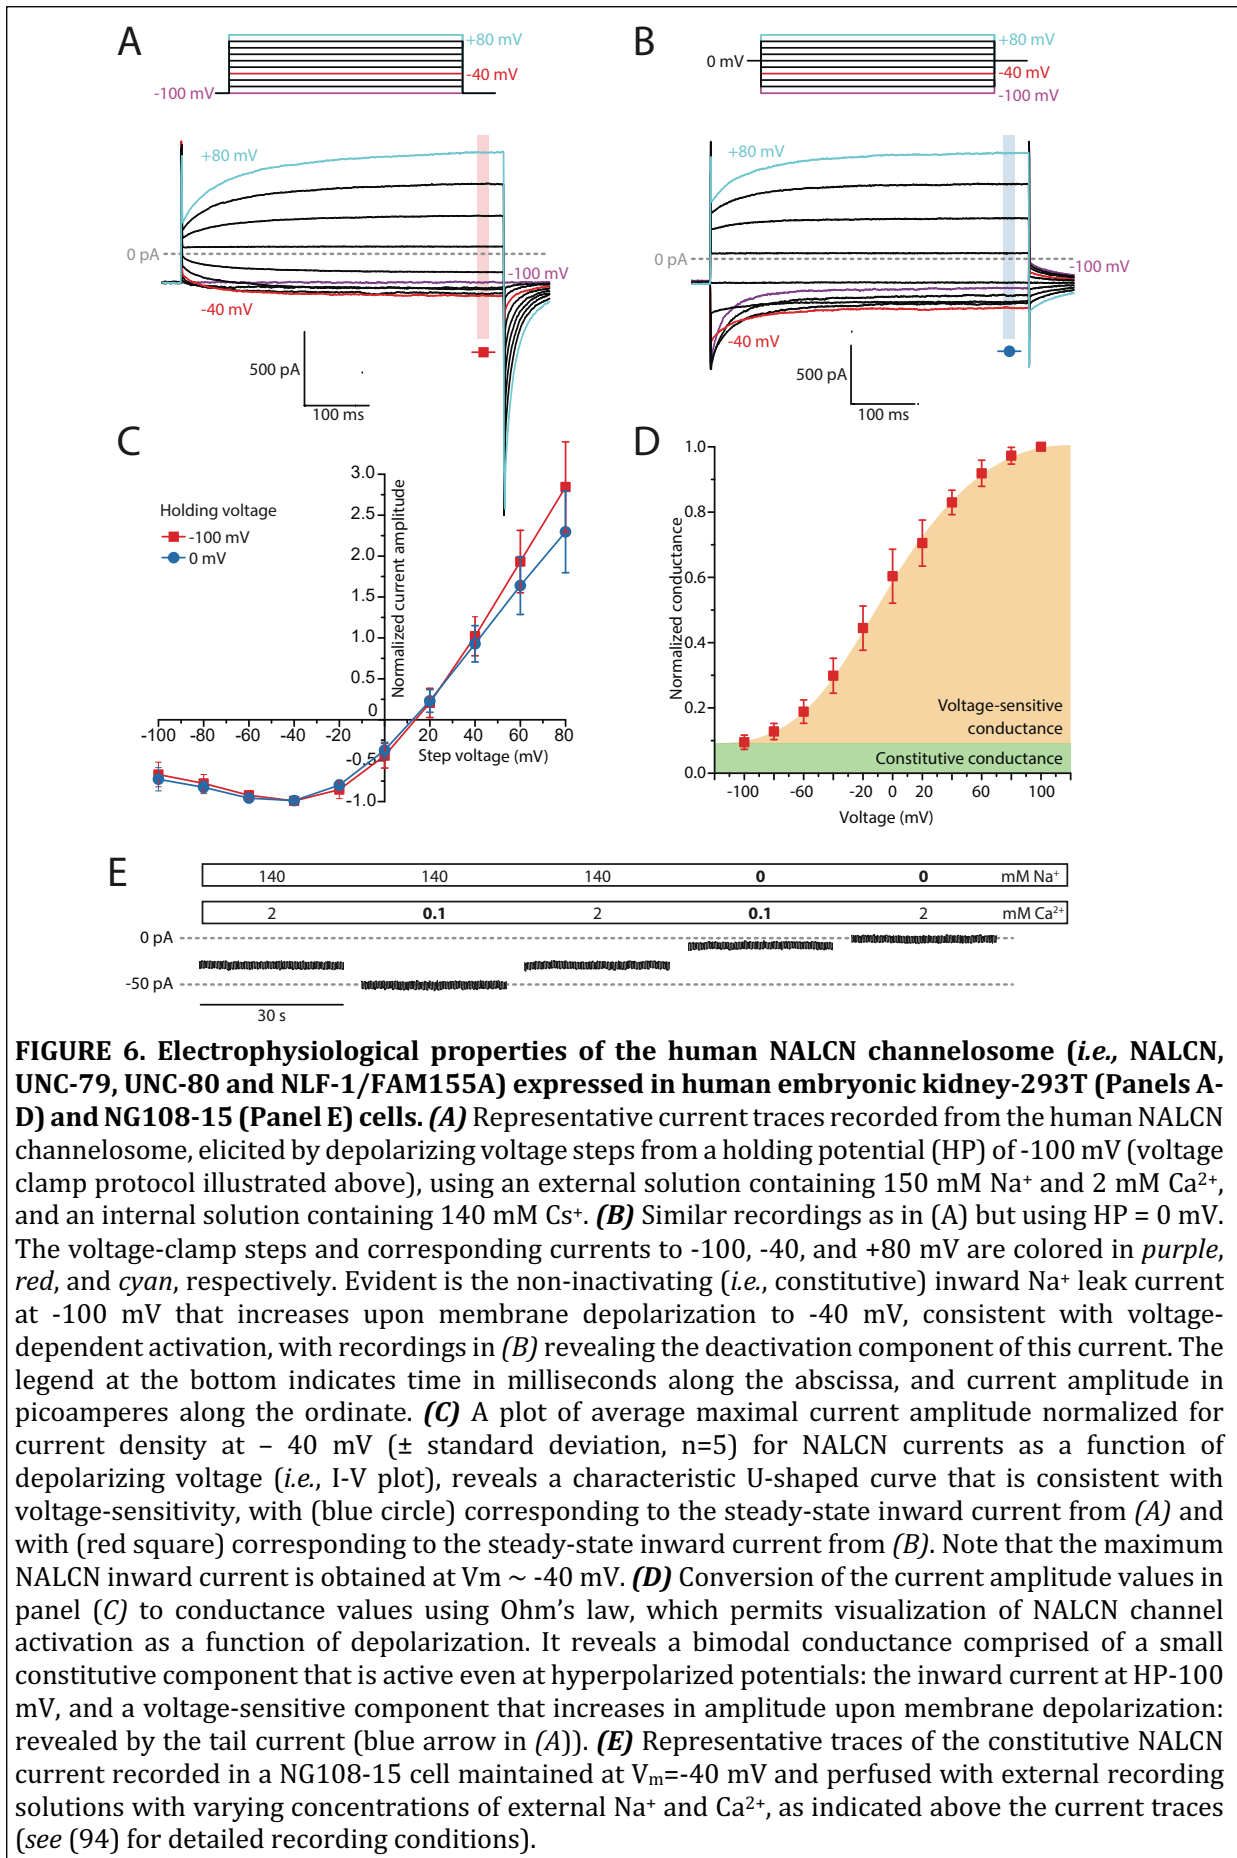 A
+80 mV
-40 mV
-100 mV
+80 mV
0 pA
-100 mV
-40 mV
500 pA
100 ms
B
+80 mV
0 mV
-40 mV
-100 mV
+80 mV
0 pA
-100 mV
-40 mV
500 pA
100 ms
C
Holding voltage
-100 mV
0 mV
Normalized current amplitude
3.0
2.5
2.0
1.5
1.0
0.5
0
-0.5
-1.0
-100 -80 -60 -40 -20 0 20 40 60 80
Step voltage (mV)
D
Normalized conductance
1.0
0.8
0.6
0.4
0.2
0.0
Voltage-sensitive
conductance
Constitutive conductance
-100 -60 -20 0 20 60 100
Voltage (mV)
E
140 140 140 0 0 mM Na⁺
2 0.1 2 0.1 2 mM Ca²⁺
0 pA
-50 pA
30 s
FIGURE 6. Electrophysiological properties of the human NALCN channelosome (i.e., NALCN,
UNC-79, UNC-80 and NLF-1/FAM155A) expressed in human embryonic kidney-293T (Panels A-
D) and NG108-15 (Panel E) cells. (A) Representative current traces recorded from the human NALCN
channelosome, elicited by depolarizing voltage steps from a holding potential (HP) of -100 mV (voltage
clamp protocol illustrated above), using an external solution containing 150 mM Na⁺ and 2 mM Ca²⁺,
and an internal solution containing 140 mM Cs⁺. (B) Similar recordings as in (A) but using HP = 0 mV.
The voltage-clamp steps and corresponding currents to -100, -40, and +80 mV are colored in purple,
red, and cyan, respectively. Evident is the non-inactivating (i.e., constitutive) inward Na⁺ leak current
at -100 mV that increases upon membrane depolarization to -40 mV, consistent with voltage-
dependent activation, with recordings in (B) revealing the deactivation component of this current. The
legend at the bottom indicates time in milliseconds along the abscissa, and current amplitude in
picoamperes along the ordinate. (C) A plot of average maximal current amplitude normalized for
current density at – 40 mV (± standard deviation, n=5) for NALCN currents as a function of
depolarizing voltage (i.e., I-V plot), reveals a characteristic U-shaped curve that is consistent with
voltage-sensitivity, with (blue circle) corresponding to the steady-state inward current from (A) and
with (red square) corresponding to the steady-state inward current from (B). Note that the maximum
NALCN inward current is obtained at Vm ~ -40 mV. (D) Conversion of the current amplitude values in
panel (C) to conductance values using Ohm's law, which permits visualization of NALCN channel
activation as a function of depolarization. It reveals a bimodal conductance comprised of a small
constitutive component that is active even at hyperpolarized potentials: the inward current at HP-100
mV, and a voltage-sensitive component that increases in amplitude upon membrane depolarization:
revealed by the tail current (blue arrow in (A)). (E) Representative traces of the constitutive NALCN
current recorded in a NG108-15 cell maintained at Vm=-40 mV and perfused with external recording
solutions with varying concentrations of external Na⁺ and Ca²⁺, as indicated above the current traces
(see (94) for detailed recording conditions).